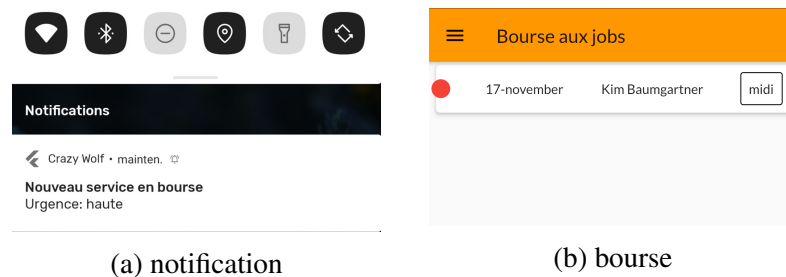 Notifications
Crazy Wolf • mainten.
Nouveau service en bourse
Urgence: haute
(a) notification
Bourse aux jobs
17-november Kim Baumgartner midi
(b) bourse